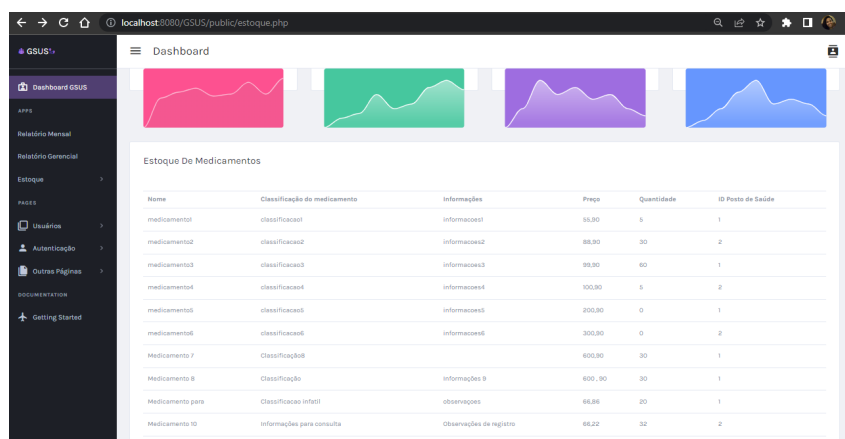 localhost:8080/GSUS/public/estoque.php
GSUS
Dashboard
Dashboard GSUS
APPS
Relatório Mensal
Relatório Gerencial
Estoque
PAGES
Usuários
Autenticação
Outras Páginas
DOCUMENTATION
Getting Started
Estoque De Medicamentos
Nome Classificação do medicamento Informações Preço Quantidade ID Posto de Saúde
medicamento1 classificacao1 informacoes1 55,90 5 1
medicamento2 classificacao2 informacoes2 88,90 30 2
medicamento3 classificacao3 informacoes3 99,90 60 1
medicamento4 classificacao4 informacoes4 100,90 5 2
medicamento5 classificacao5 informacoes5 200,90 0 1
medicamento6 classificacao6 informacoes6 300,90 0 2
Medicamento 7 Classificação8 600,90 30 1
Medicamento 8 Classificação Informações 9 600 . 90 30 1
Medicamento para Classificacao infatil observaçoes 66,86 20 1
Medicamento 10 Informações para consulta Observações de registro 66,22 32 2